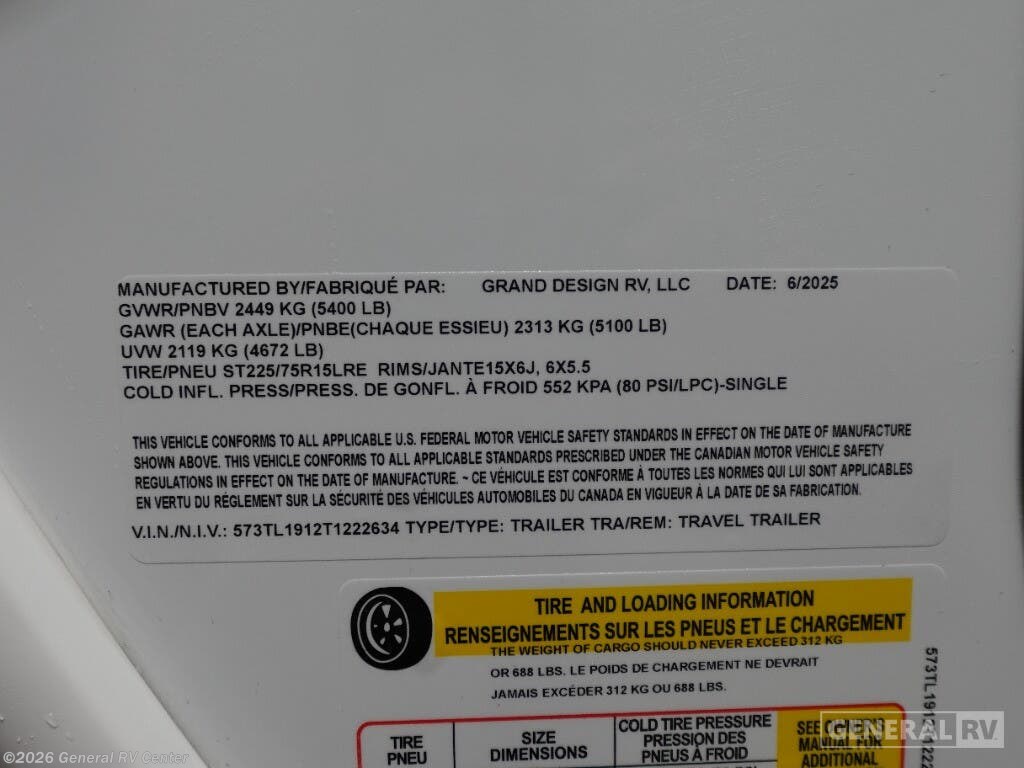 MANUFACTURED BY/FABRIQUÉ PAR: GRAND DESIGN RV, LLC DATE: 6/2025
GVWR/PNBV 2449 KG (5400 LB)
GAWR (EACH AXLE)/PNBE(CHAQUE ESSIEU) 2313 KG (5100 LB)
UVW 2119 KG (4672 LB)
TIRE/PNEU ST225/75R15LRE RIMS/JANTE15X6J, 6X5.5
COLD INFL. PRESS/PRESS. DE GONFL. À FROID 552 KPA (80 PSI/LPC)-SINGLE
THIS VEHICLE CONFORMS TO ALL APPLICABLE U.S. FEDERAL MOTOR VEHICLE SAFETY STANDARDS IN EFFECT ON THE DATE OF MANUFACTURE
SHOWN ABOVE. THIS VEHICLE CONFORMS TO ALL APPLICABLE STANDARDS PRESCRIBED UNDER THE CANADIAN MOTOR VEHICLE SAFETY
REGULATIONS IN EFFECT ON THE DATE OF MANUFACTURE. ~ CE VÉHICULE EST CONFORME À TOUTES LES NORMES QUI LUI SONT APPLICABLES
EN VERTU DU RÉGLEMENT SUR LA SÉCURITÉ DES VÉHICULES AUTOMOBILES DU CANADA EN VIGUEUR À LA DATE DE SA FABRICATION.
V.I.N./N.I.V.: 573TL1912T1222634 TYPE/TYPE: TRAILER TRA/REM: TRAVEL TRAILER
TIRE AND LOADING INFORMATION
RENSEIGNEMENTS SUR LES PNEUS ET LE CHARGEMENT
THE WEIGHT OF CARGO SHOULD NEVER EXCEED 312 KG
OR 688 LBS. LE POIDS DE CHARGEMENT NE DEVRAIT
JAMAIS EXCÉDER 312 KG OU 688 LBS.
TIRE
PNEU
SIZE
DIMENSIONS
COLD TIRE PRESSURE
PRESSION DES
PNEUS À FROID
SEE OWNERS
MANUAL FOR
ADDITIONAL
GENERAL RV
©2026 General RV Center